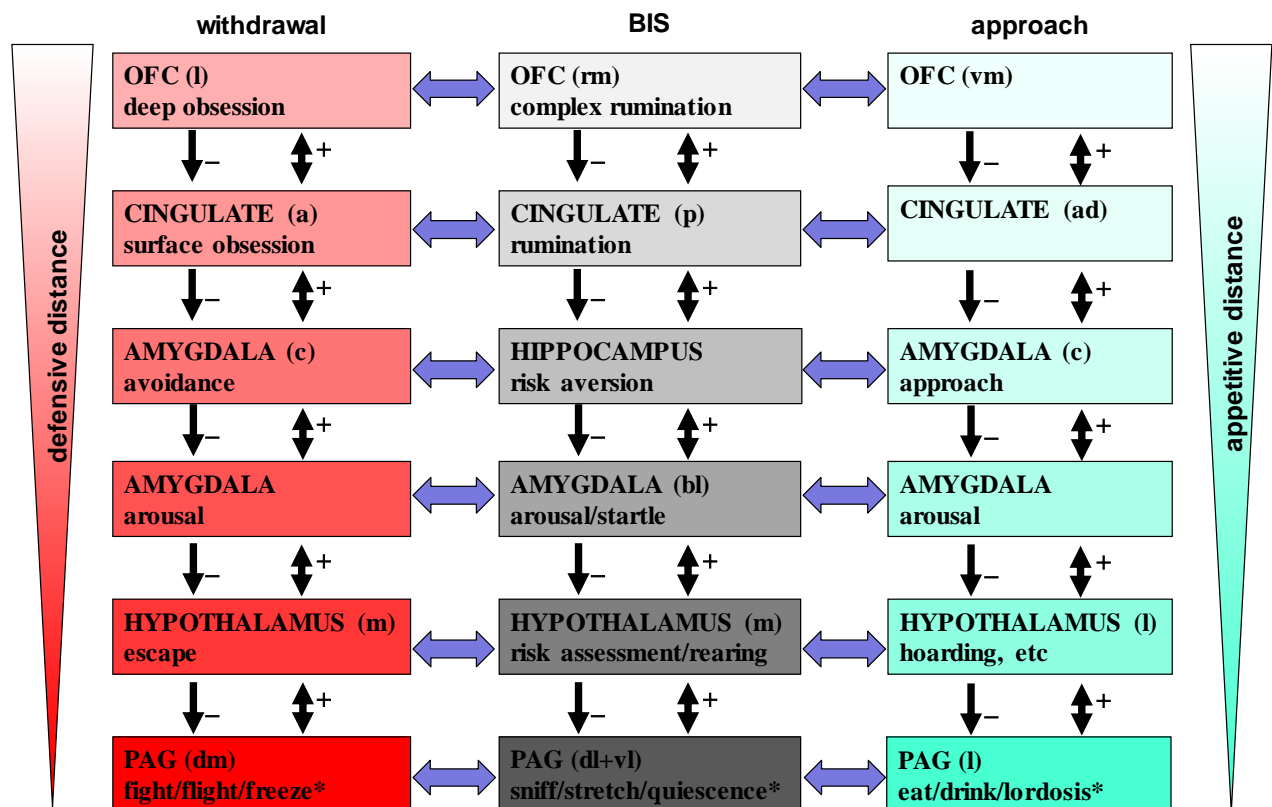 withdrawal BIS approach
defensive distance
appetitive distance
OFC (l)
deep obsession
OFC (rm)
complex rumination
OFC (vm)
− + − + − +
CINGULATE (a)
surface obsession
CINGULATE (p)
rumination
CINGULATE (ad)
− + − + − +
AMYGDALA (c)
avoidance
HIPPOCAMPUS
risk aversion
AMYGDALA (c)
approach
− + − + − +
AMYGDALA
arousal
AMYGDALA (bl)
arousal/startle
AMYGDALA
arousal
− + − + − +
HYPOTHALAMUS (m)
escape
HYPOTHALAMUS (m)
risk assessment/rearing
HYPOTHALAMUS (l)
hoarding, etc
− + − + − +
PAG (dm)
fight/flight/freeze*
PAG (dl+vl)
sniff/stretch/quiescence*
PAG (l)
eat/drink/lordosis*